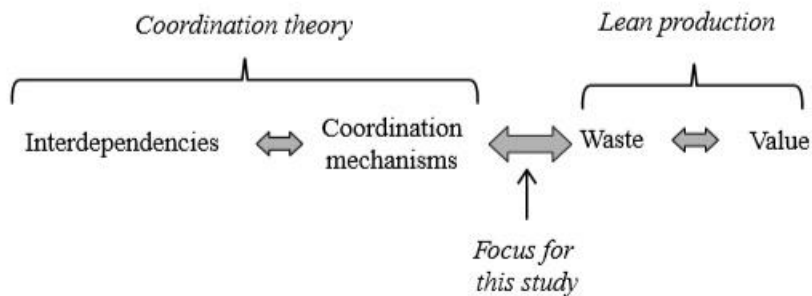 Coordination theory
Lean production
Interdependencies
Coordination
mechanisms
Waste
Value
Focus for
this study